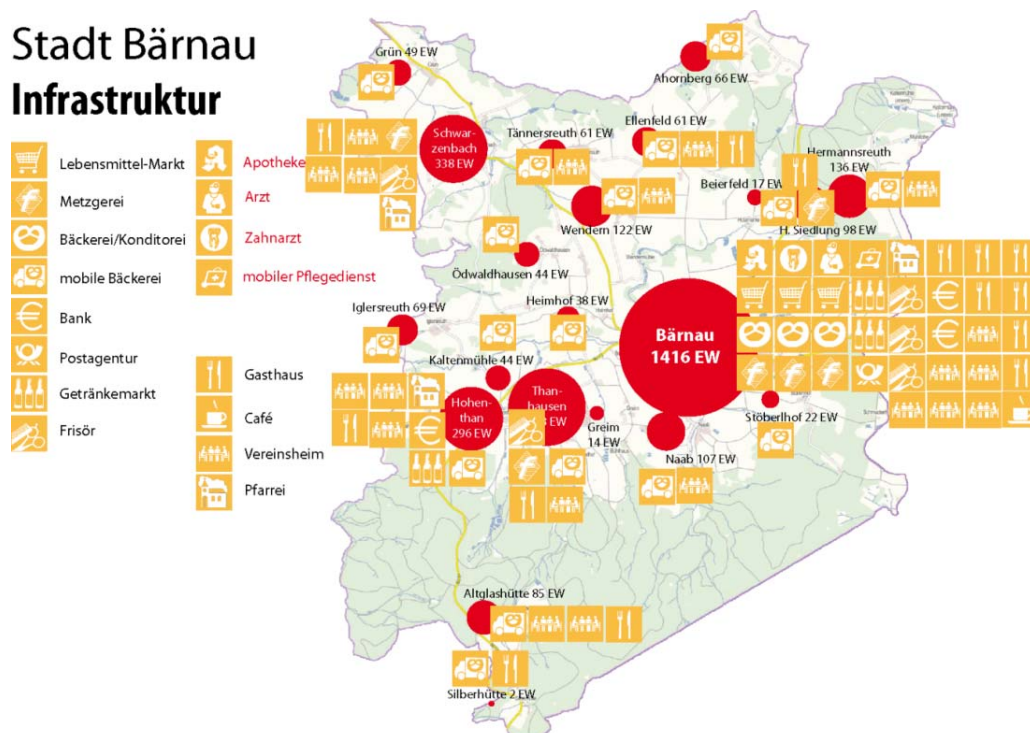 Stadt Bärnau
Infrastruktur
Lebensmittel-Markt
Metzgerei
Bäckerei/Konditorei
mobile Bäckerei
Bank
Postagentur
Getränkemarkt
Frisör
Apotheke
Arzt
Zahnarzt
mobiler Pflegedienst
Gasthaus
Café
Vereinsheim
Pfarrei
Grün 49 EW
Ahornberg 66 EW
Schwar-
zenbach
338 EW
Tännersreuth 61 EW
Ellenfeld 61 EW
Hermannsreuth
136 EW
Beierfeld 17 EW
H. Siedlung 98 EW
Wendern 122 EW
Ödwaldhausen 44 EW
Heimhof 38 EW
Iglersreuth 69 EW
Bärnau
1416 EW
Kaltenmühle 44 EW
Hohen-
than
296 EW
Than-
hausen
EW
Greim
14 EW
Stöberlhof 22 EW
Naab 107 EW
Altglashütte 85 EW
Silberhütte 2 EW